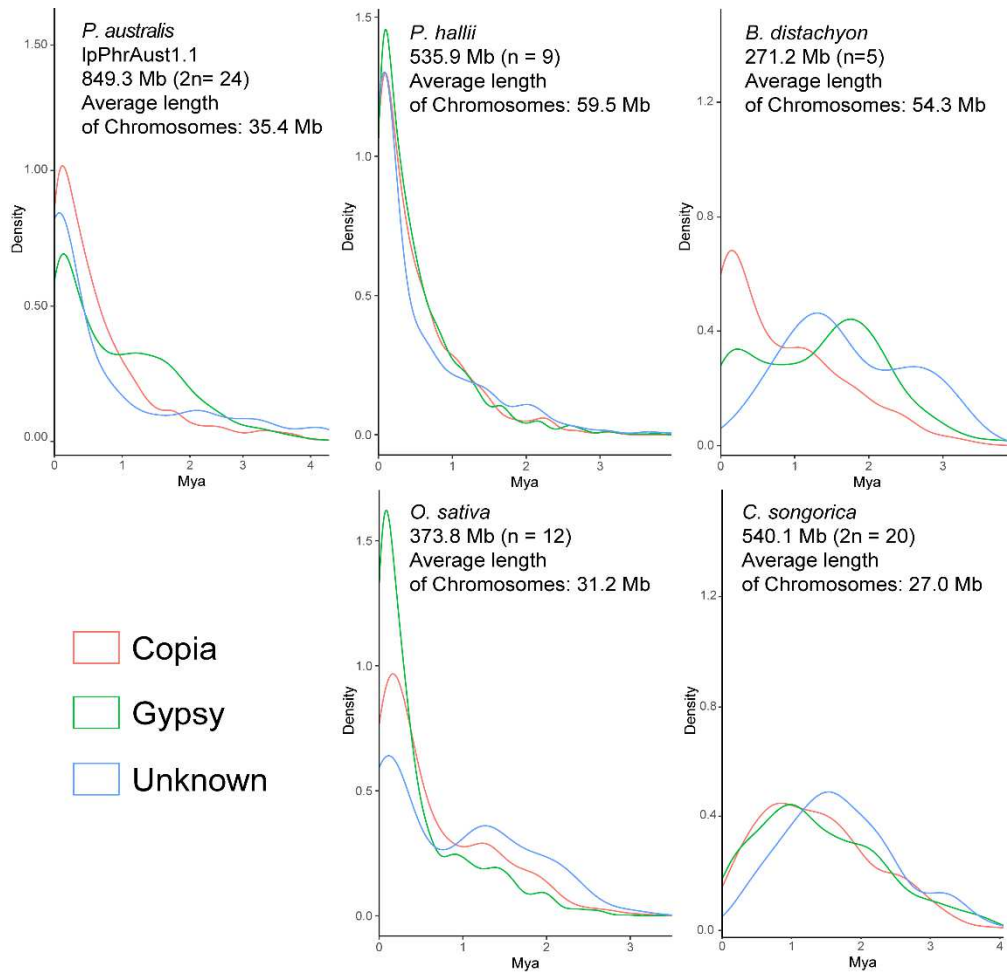 P. australis
lpPhrAust1.1
849.3 Mb (2n= 24)
Average length
of Chromosomes: 35.4 Mb
1.50
1.00
0.50
0.00
Density
0
1
2
3
4
Mya
P. hallii
535.9 Mb (n = 9)
Average length
of Chromosomes: 59.5 Mb
1.5
1.0
0.5
0.0
Density
0
1
2
3
Mya
B. distachyon
271.2 Mb (n=5)
Average
length
of Chromosomes: 54.3 Mb
1.2
0.8
0.4
0.0
Density
0
1
2
3
Mya
O. sativa
373.8 Mb (n = 12)
Average length
of Chromosomes: 31.2 Mb
1.5
1.0
0.5
0.0
Density
0
1
2
3
Mya
C. songorica
540.1 Mb (2n = 20)
Average
length
of Chromosomes: 27.0 Mb
1.2
0.8
0.4
0.0
Density
0
1
2
3
4
Mya
Copia
Gypsy
Unknown